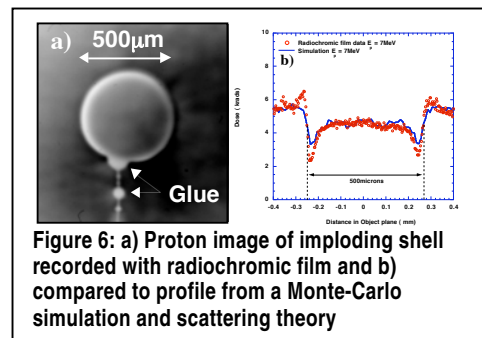 a)
500µm
Glue
Radiochromic film data E = 7MeV
p
Simulation E = 7MeV
p
b)
Dose ( krads)
10
8
6
4
2
0
500microns
-0.4 -0.3 -0.2 -0.1 0 0.1 0.2 0.3 0.4
Distance in Object plane ( mm)
Figure 6: a) Proton image of imploding shell
recorded with radiochromic film and b)
compared to profile from a Monte-Carlo
simulation and scattering theory